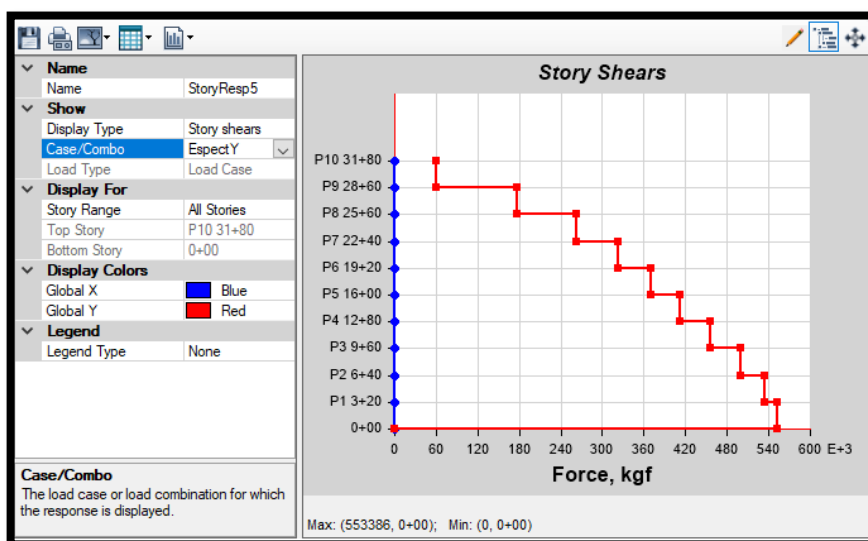 Name
Name StoryResp5
Show
Display Type Story shears
Case/Combo EspectY
Load Type Load Case
Display For
Story Range All Stories
Top Story P10 31+80
Bottom Story 0+00
Display Colors
Global X Blue
Global Y Red
Legend
Legend Type None
Case/Combo
The load case or load combination for which
the response is displayed.
Story Shears
P10 31+80
P9 28+60
P8 25+60
P7 22+40
P6 19+20
P5 16+00
P4 12+80
P3 9+60
P2 6+40
P1 3+20
0+00
0 60 120 180 240 300 360 420 480 540 600 E+3
Force, kgf
Max: (553386, 0+00); Min: (0, 0+00)